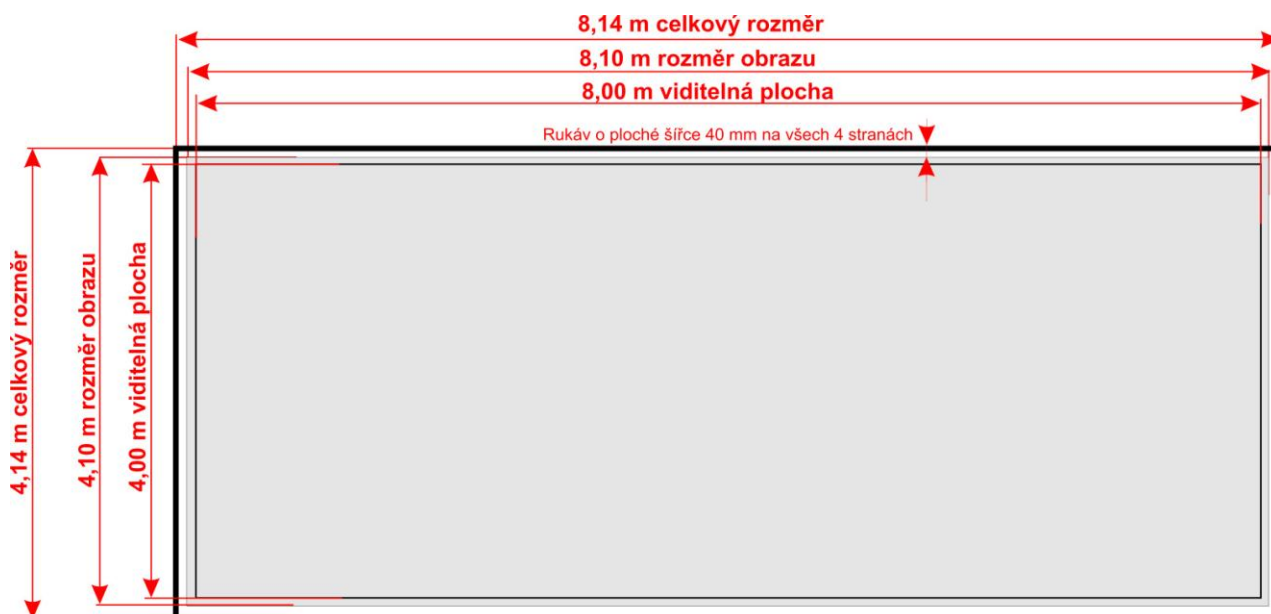 8,14 m celkový rozměr
8,10 m rozměr obrazu
8,00 m viditelná plocha
Rukáv o ploché šířce 40 mm na všech 4 stranách
4,14 m celkový rozměr
4,10 m rozměr obrazu
4,00 m viditelná plocha